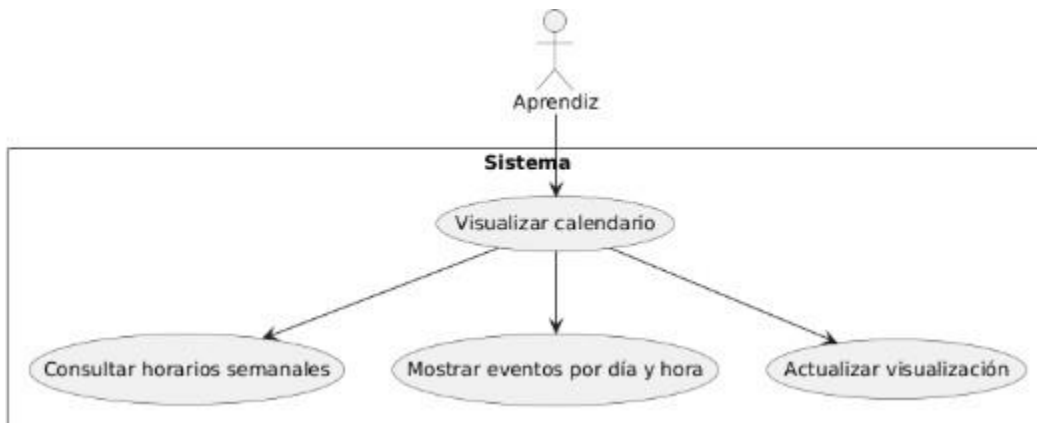 Aprendiz
Sistema
Visualizar calendario
Consultar horarios semanales
Mostrar eventos por día y hora
Actualizar visualización